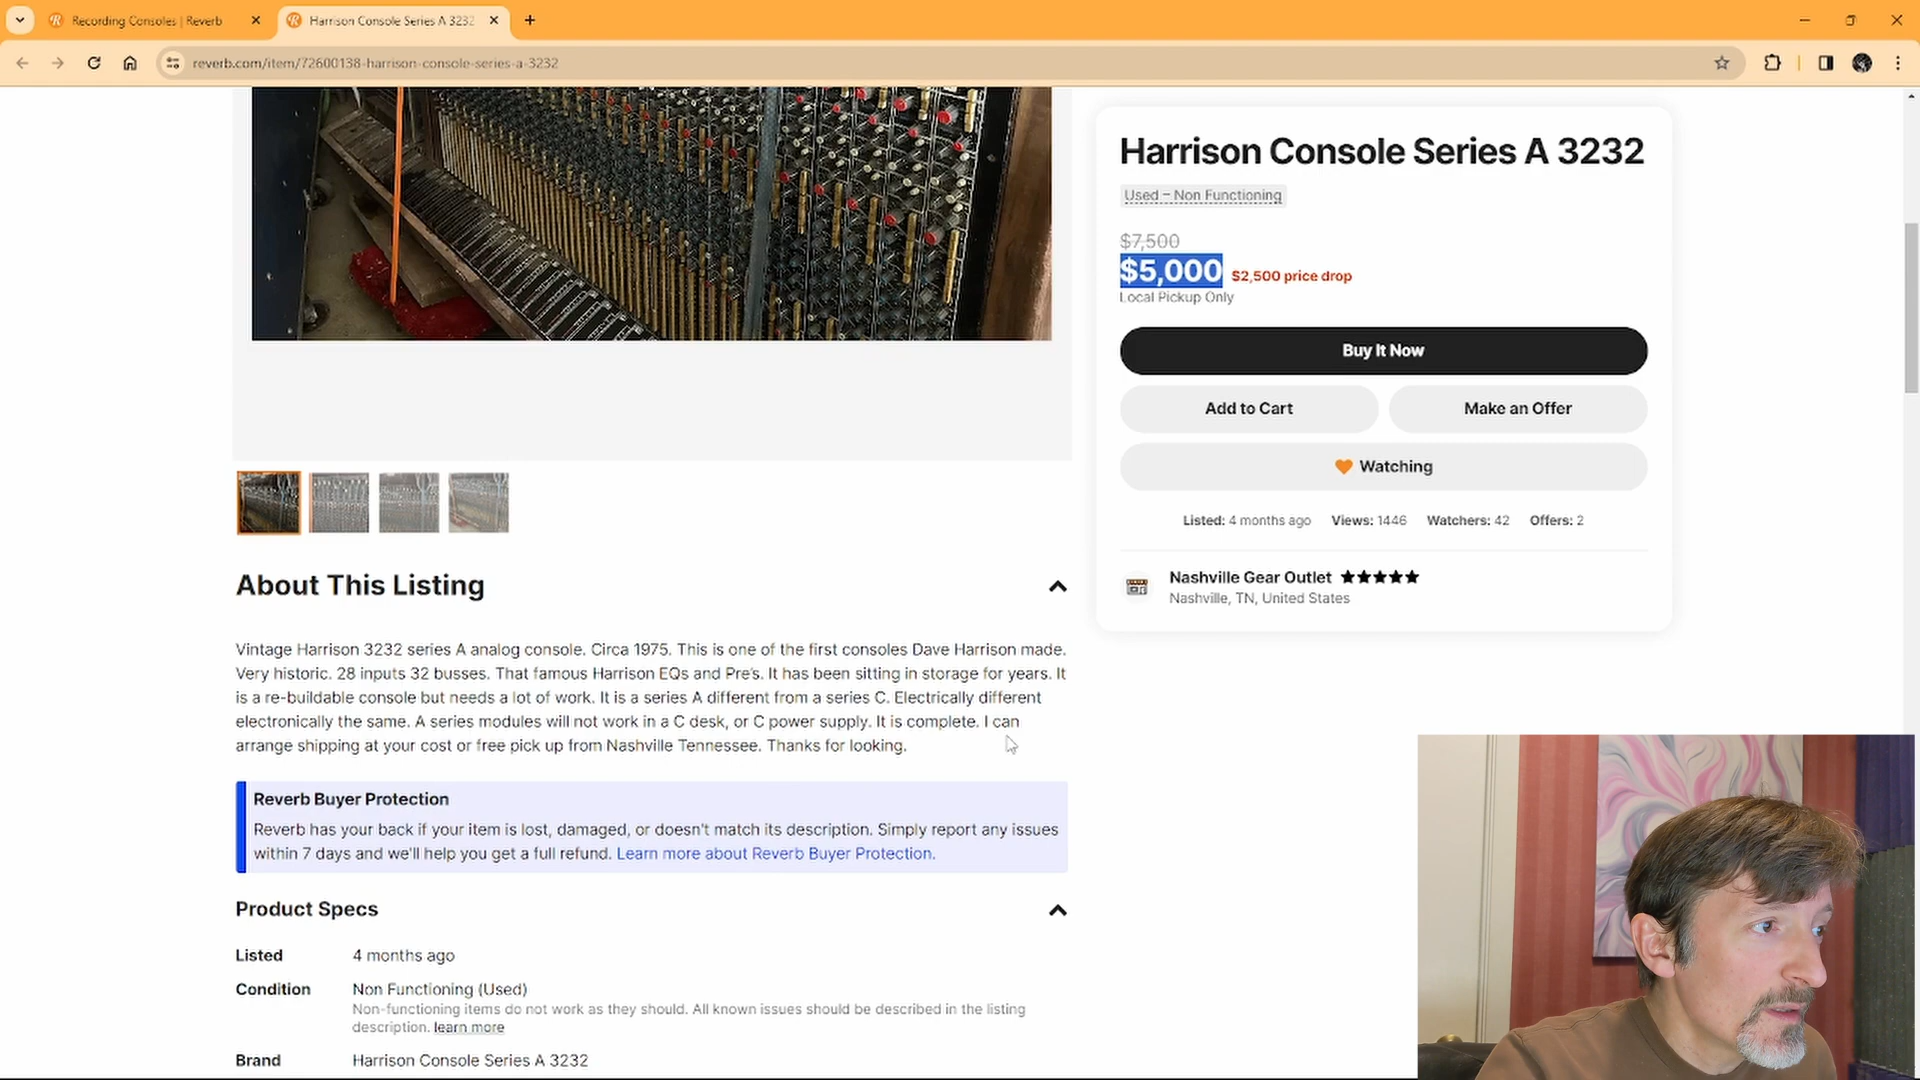 Recording Consoles | Reverb
Harrison Console Series A 3232
reverb.com/item/72600138-harrison-console-series-a-3232
Harrison Console Series A 3232
Used – Non Functioning
$7,500
$5,000 $2,500 price drop
Local Pickup Only
Buy It Now
Add to Cart
Make an Offer
Watching
Listed: 4 months ago Views: 1446 Watchers: 42 Offers: 2
Nashville Gear Outlet ★★★★★
Nashville, TN, United States
About This Listing
Vintage Harrison 3232 series A analog console. Circa 1975. This is one of the first consoles Dave Harrison made.
Very historic. 28 inputs 32 busses. That famous Harrison EQs and Pre's. It has been sitting in storage for years. It
is a re-buildable console but needs a lot of work. It is a series A different from a series C. Electrically different
electronically the same. A series modules will not work in a C desk, or C power supply. It is complete. I can
arrange shipping at your cost or free pick up from Nashville Tennessee. Thanks for looking.
Reverb Buyer Protection
Reverb has your back if your item is lost, damaged, or doesn't match its description. Simply report any issues
within 7 days and we'll help you get a full refund. Learn more about Reverb Buyer Protection.
Product Specs
Listed 4 months ago
Condition Non Functioning (Used)
Non-functioning items do not work as they should. All known issues should be described in the listing
description. learn more
Brand Harrison Console Series A 3232